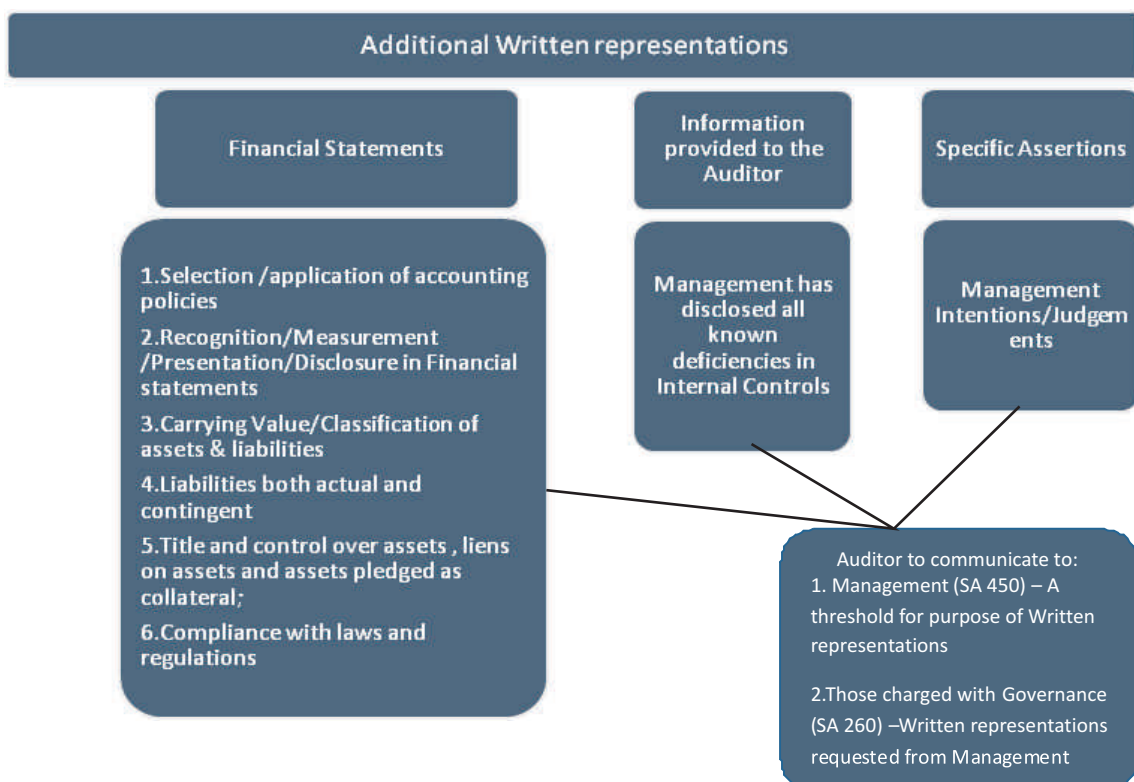 Additional Written representations
Financial Statements
Information
provided to the
Auditor
Specific Assertions
1.Selection /application of accounting
policies
2.Recognition/Measurement
/Presentation/Disclosure in Financial
statements
3.Carrying Value/Classification of
assets & liabilities
4.Liabilities both actual and
contingent
5.Title and control over assets , liens
on assets and assets pledged as
collateral;
6.Compliance with laws and
regulations
Management has
disclosed all
known
deficiencies in
Internal Controls
Management
Intentions/Judgem
ents
Auditor to communicate to:
1. Management (SA 450) – A
threshold for purpose of Written
representations
2.Those charged with Governance
(SA 260) –Written representations
requested from Management